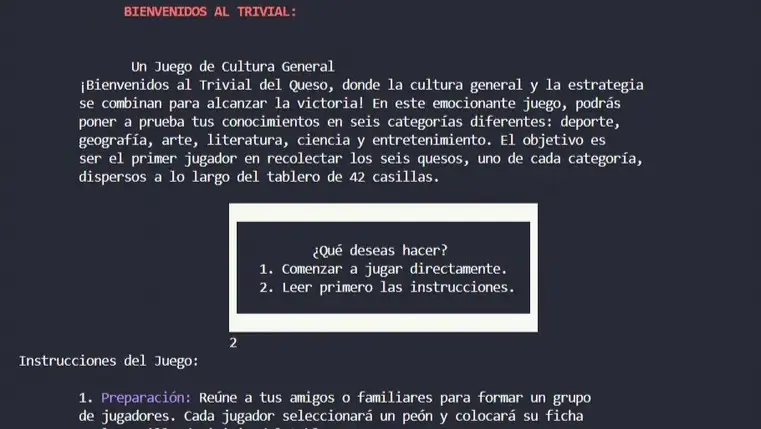 BIENVENIDOS AL TRIVIAL:
Un Juego de Cultura General
¡Bienvenidos al Trivial del Queso, donde la cultura general y la estrategia
se combinan para alcanzar la victoria! En este emocionante juego, podrás
poner a prueba tus conocimientos en seis categorías diferentes: deporte,
geografía, arte, literatura, ciencia y entretenimiento. El objetivo es
ser el primer jugador en recolectar los seis quesos, uno de cada categoría,
dispersos a lo largo del tablero de 42 casillas.
¿Qué deseas hacer?
1. Comenzar a jugar directamente.
2. Leer primero las instrucciones.
2
Instrucciones del Juego:
1. Preparación: Reúne a tus amigos o familiares para formar un grupo
de jugadores. Cada jugador seleccionará un peón y colocará su ficha